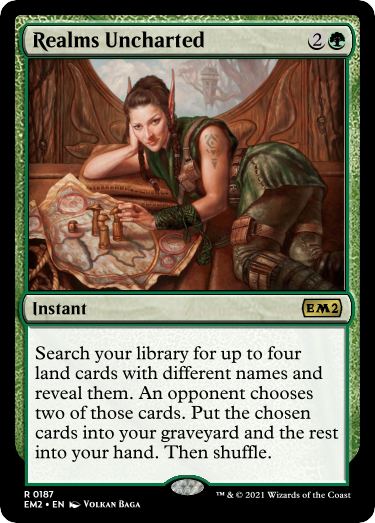 Realms Uncharted 2
Instant EM2
Search your library for up to four
land cards with different names and
reveal them. An opponent chooses
two of those cards. Put the chosen
cards into your graveyard and the rest
into your hand. Then shuffle.
R 0187
EM2 • EN Volkan Baga
™ & © 2021 Wizards of the Coast